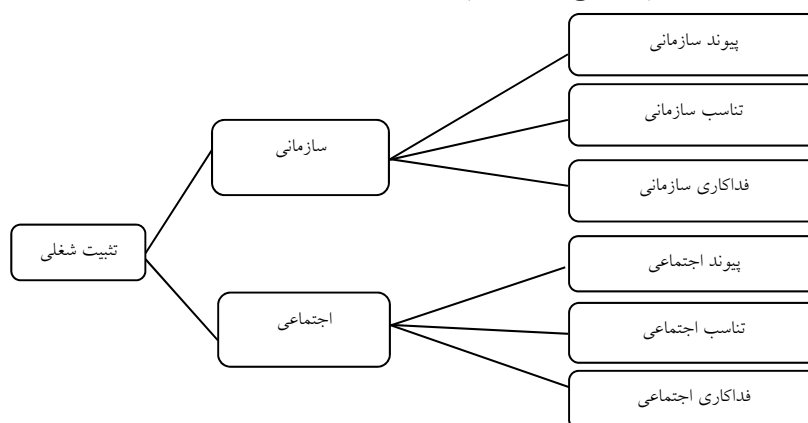 پیوند سازمانی
تناسب سازمانی
سازمانی
فداکاری سازمانی
تثبیت شغلی
پیوند اجتماعی
اجتماعی
تناسب اجتماعی
فداکاری اجتماعی